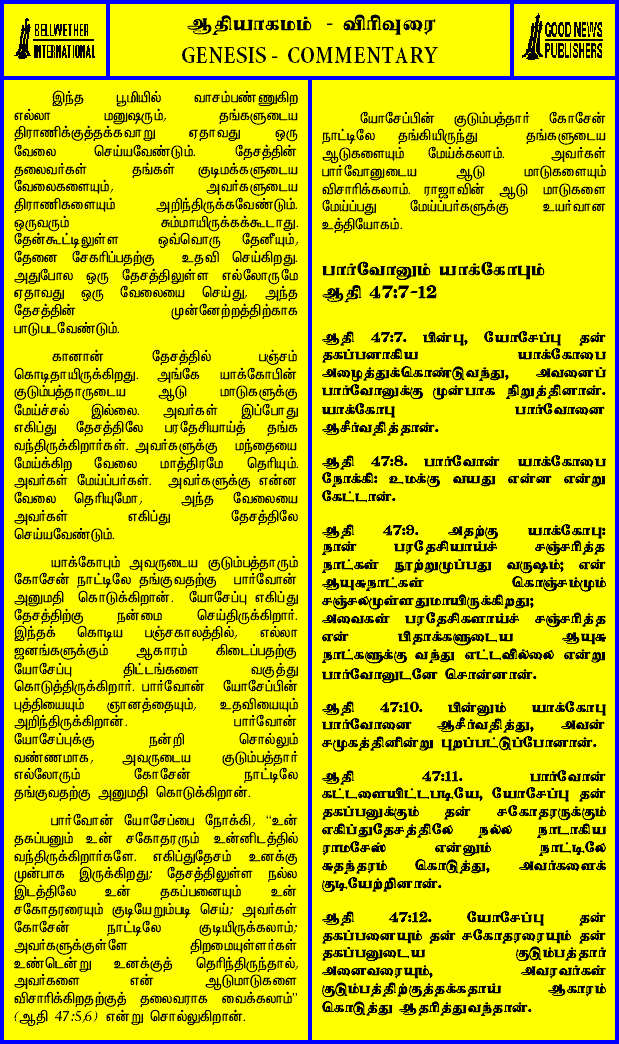 BELLWETHER
INTERNATIONAL
ஆதியாகமம் - விரிவுரை
GENESIS - COMMENTARY
GOOD NEWS
PUBLISHERS
இந்த பூமியில் வாசம்பண்ணுகிற
எல்லா மனுஷரும், தங்களுடைய
திராணிக்குத்தக்கவாறு ஏதாவது ஒரு
வேலை செய்யவேண்டும். தேசத்தின்
தலைவர்கள் தங்கள் குடிமக்களுடைய
வேலைகளையும், அவர்களுடைய
திராணிகளையும் அறிந்திருக்கவேண்டும்.
ஒருவரும் சும்மாயிருக்கக்கூடாது.
தேன்கூட்டிலுள்ள ஒவ்வொரு தேனீயும்,
தேனை சேகரிப்பதற்கு உதவி செய்கிறது.
அதுபோல ஒரு தேசத்திலுள்ள எல்லோருமே
ஏதாவது ஒரு வேலையை செய்து, அந்த
தேசத்தின் முன்னேற்றத்திற்காக
பாடுபடவேண்டும்.
கானான் தேசத்தில் பஞ்சம்
கொடிதாயிருக்கிறது. அங்கே யாக்கோபின்
குடும்பத்தாருடைய ஆடு மாடுகளுக்கு
மேய்ச்சல் இல்லை. அவர்கள் இப்போது
எகிப்து தேசத்திலே பரதேசியாய்த் தங்க
வந்திருக்கிறார்கள். அவர்களுக்கு மந்தையை
மேய்க்கிற வேலை மாத்திரமே தெரியும்.
அவர்கள் மேய்ப்பர்கள். அவர்களுக்கு என்ன
வேலை தெரியுமோ, அந்த வேலையை
அவர்கள் எகிப்து தேசத்திலே
செய்யவேண்டும்.
யாக்கோபும் அவருடைய குடும்பத்தாரும்
கோசேன் நாட்டிலே தங்குவதற்கு பார்வோன்
அனுமதி கொடுக்கிறான். யோசேப்பு எகிப்து
தேசத்திற்கு நன்மை செய்திருக்கிறார்.
இந்தக் கொடிய பஞ்சகாலத்தில், எல்லா
ஜனங்களுக்கும் ஆகாரம் கிடைப்பதற்கு
யோசேப்பு திட்டங்களை வகுத்து
கொடுத்திருக்கிறார். பார்வோன் யோசேப்பின்
புத்தியையும் ஞானத்தையும், உதவியையும்
அறிந்திருக்கிறான். பார்வோன்
யோசேப்புக்கு நன்றி சொல்லும்
வண்ணமாக, அவருடைய குடும்பத்தார்
எல்லோரும் கோசேன் நாட்டிலே
தங்குவதற்கு அனுமதி கொடுக்கிறான்.
பார்வோன் யோசேப்பை நோக்கி, "உன்
தகப்பனும் உன் சகோதரரும் உன்னிடத்தில்
வந்திருக்கிறார்களே. எகிப்துதேசம் உனக்கு
முன்பாக இருக்கிறது; தேசத்திலுள்ள நல்ல
இடத்திலே உன் தகப்பனையும் உன்
சகோதரரையும் குடியேறும்படி செய்; அவர்கள்
கோசேன் நாட்டிலே குடியிருக்கலாம்;
அவர்களுக்குள்ளே திறமையுள்ளர்கள்
உண்டென்று உனக்குத் தெரிந்திருந்தால்,
அவர்களை என் ஆடுமாடுகளை
விசாரிக்கிறதற்குத் தலைவராக வைக்கலாம்"
(ஆதி 47:5,6) என்று சொல்லுகிறான்.
யோசேப்பின் குடும்பத்தார் கோசேன்
நாட்டிலே தங்கியிருந்து தங்களுடைய
ஆடுகளையும் மேய்க்கலாம். அவர்கள்
பார்வோனுடைய ஆடு மாடுகளையும்
விசாரிக்கலாம். ராஜாவின் ஆடு மாடுகளை
மேய்ப்பது மேய்ப்பர்களுக்கு உயர்வான
உத்தியோகம்.
பார்வோனும் யாக்கோபும்
ஆதி 47:7-12
ஆதி 47:7. பின்பு, யோசேப்பு தன்
தகப்பனாகிய யாக்கோபை
அழைத்துக்கொண்டுவந்து, அவனைப்
பார்வோனுக்கு முன்பாக நிறுத்தினான்.
யாக்கோபு பார்வோனை
ஆசீர்வதித்தான்.
ஆதி 47:8. பார்வோன் யாக்கோபை
நோக்கி: உமக்கு வயது என்ன என்று
கேட்டான்.
ஆதி 47:9. அதற்கு யாக்கோபு:
நான் பரதேசியாய்ச் சஞ்சரித்த
நாட்கள் நூற்றுமுப்பது வருஷம்; என்
ஆயுசுநாட்கள் கொஞ்சமும்
சஞ்சலமுள்ளதுமாயிருக்கிறது;
அவைகள் பரதேசிகளாய்ச் சஞ்சரித்த
என் பிதாக்களுடைய ஆயுசு
நாட்களுக்கு வந்து எட்டவில்லை என்று
பார்வோனுடனே சொன்னான்.
ஆதி 47:10. பின்னும் யாக்கோபு
பார்வோனை ஆசீர்வதித்து, அவன்
சமுகத்தினின்று புறப்பட்டுப்போனான்.
ஆதி 47:11. பார்வோன்
கட்டளையிட்டபடியே, யோசேப்பு தன்
தகப்பனுக்கும் தன் சகோதரருக்கும்
எகிப்துதேசத்திலே நல்ல நாடாகிய
ராமசேஸ் என்னும் நாட்டிலே
சுதந்தரம் கொடுத்து, அவர்களைக்
குடியேற்றினான்.
ஆதி 47:12. யோசேப்பு தன்
தகப்பனையும் தன் சகோதரரையும் தன்
தகப்பனுடைய குடும்பத்தார்
அனைவரையும், அவரவர்கள்
குடும்பத்திற்குத்தக்கதாய் ஆகாரம்
கொடுத்து ஆதரித்துவந்தான்.